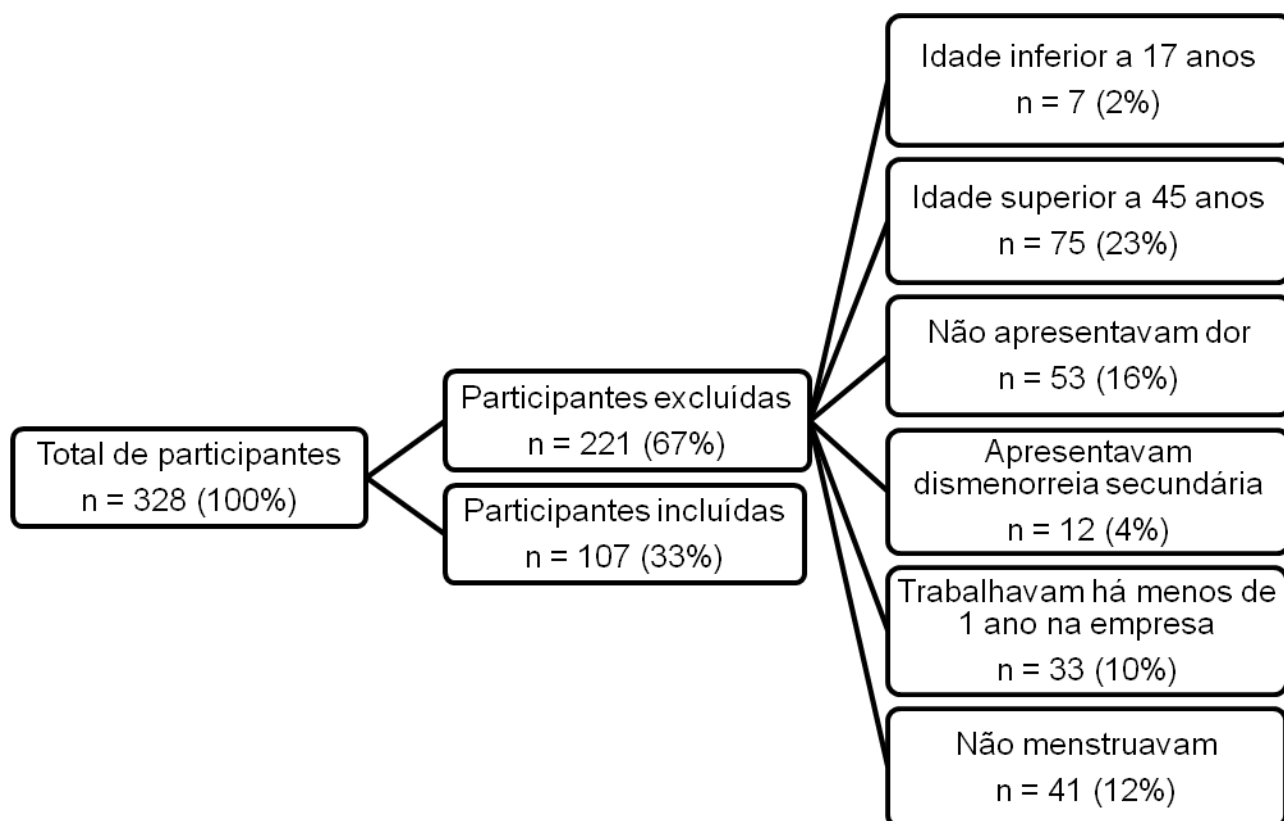 Total de participantes
n = 328 (100%)
Participantes excluídas
n = 221 (67%)
Participantes incluídas
n = 107 (33%)
Idade inferior a 17 anos
n = 7 (2%)
Idade superior a 45 anos
n = 75 (23%)
Não apresentavam dor
n = 53 (16%)
Apresentavam
dismenorreia secundária
n = 12 (4%)
Trabalhavam há menos de
1 ano na empresa
n = 33 (10%)
Não menstruavam
n = 41 (12%)